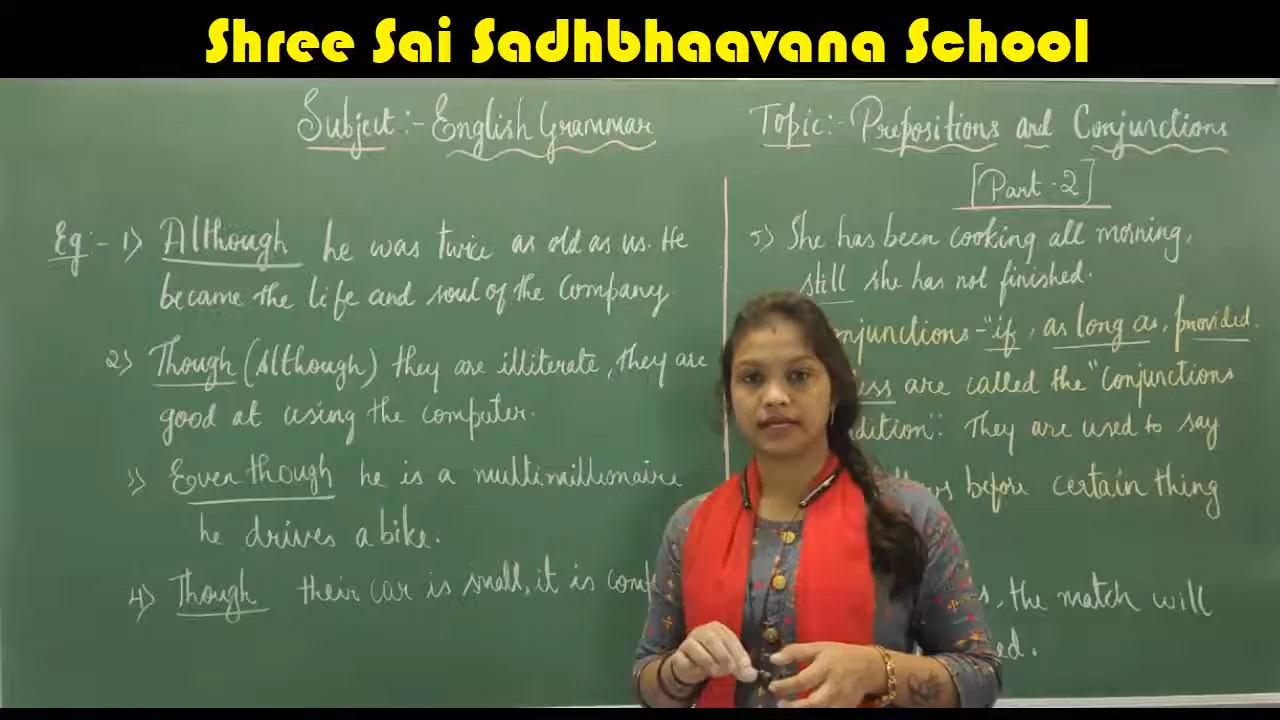 Shree Sai Sadhbhaavana School
Subject:- English Grammar
Topic:- Prepositions and Conjunctions
[Part-2]
Eg:- 1) Although he was twice as old as us. He
became the life and soul of the company.
2) Though (Although) they are illiterate, they are
good at using the computer.
3) Even though he is a multimillionaire
he drives a bike.
4) Though their car is small, it is
5) She has been cooking all morning,
still she has not finished.
njunctions - "if, as long as, provided.
ess are called the "Conjunctions
dition": They are used to say
before certain thing
s, the match will
ed.